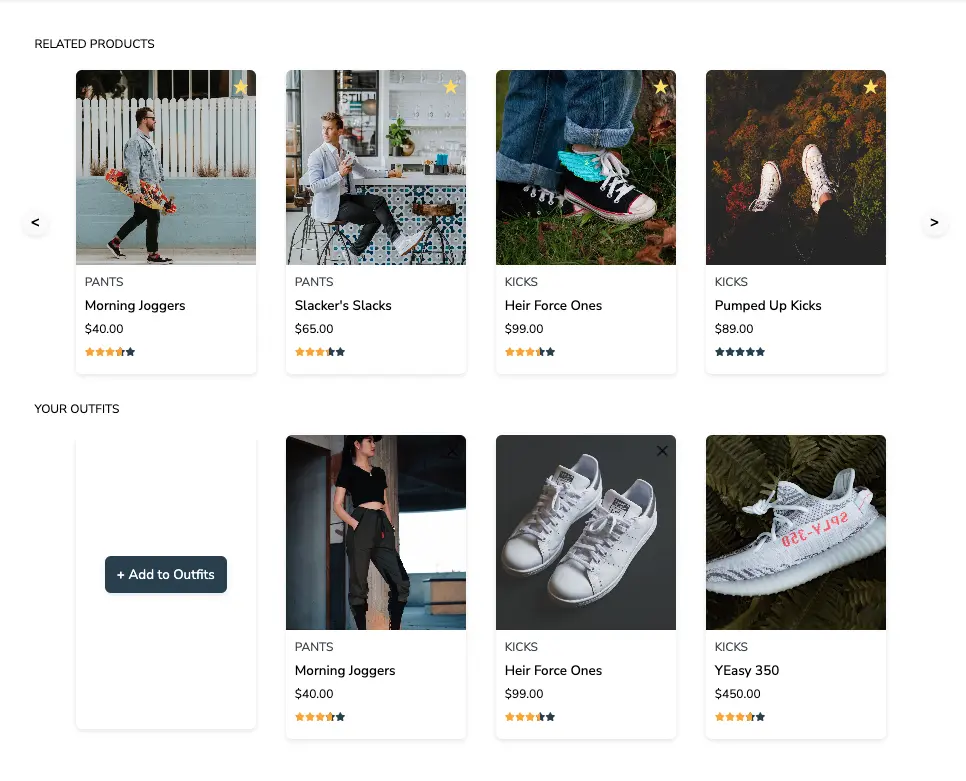 RELATED PRODUCTS
<
>
PANTS
Morning Joggers
$40.00
PANTS
Slacker's Slacks
$65.00
KICKS
Heir Force Ones
$99.00
KICKS
Pumped Up Kicks
$89.00
YOUR OUTFITS
+ Add to Outfits
PANTS
Morning Joggers
$40.00
KICKS
Heir Force Ones
$99.00
SPLY-350
KICKS
YEasy 350
$450.00